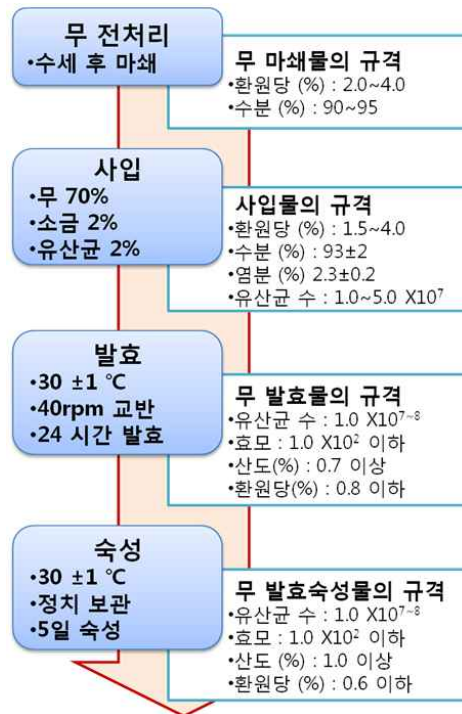 무 전처리
•수세 후 마쇄
무 마쇄물의 규격
•환원당 (%) : 2.0~4.0
•수분 (%) : 90~95
사입
•무 70%
•소금 2%
•유산균 2%
사입물의 규격
•환원당 (%) : 1.5~4.0
•수분 (%) : 93±2
•염분 (%) 2.3±0.2
•유산균 수 : 1.0~5.0 X10⁷
발효
•30 ±1 ℃
•40rpm 교반
•24 시간 발효
무 발효물의 규격
•유산균 수 : 1.0 X10⁷⁻⁸
•효모 : 1.0 X10² 이하
•산도(%) : 0.7 이상
•환원당(%) : 0.8 이하
숙성
•30 ±1 ℃
•정치 보관
•5일 숙성
무 발효숙성물의 규격
•유산균 수 : 1.0 X10⁷⁻⁸
•효모 : 1.0 X10² 이하
•산도 (%) : 1.0 이상
•환원당 (%) : 0.6 이하